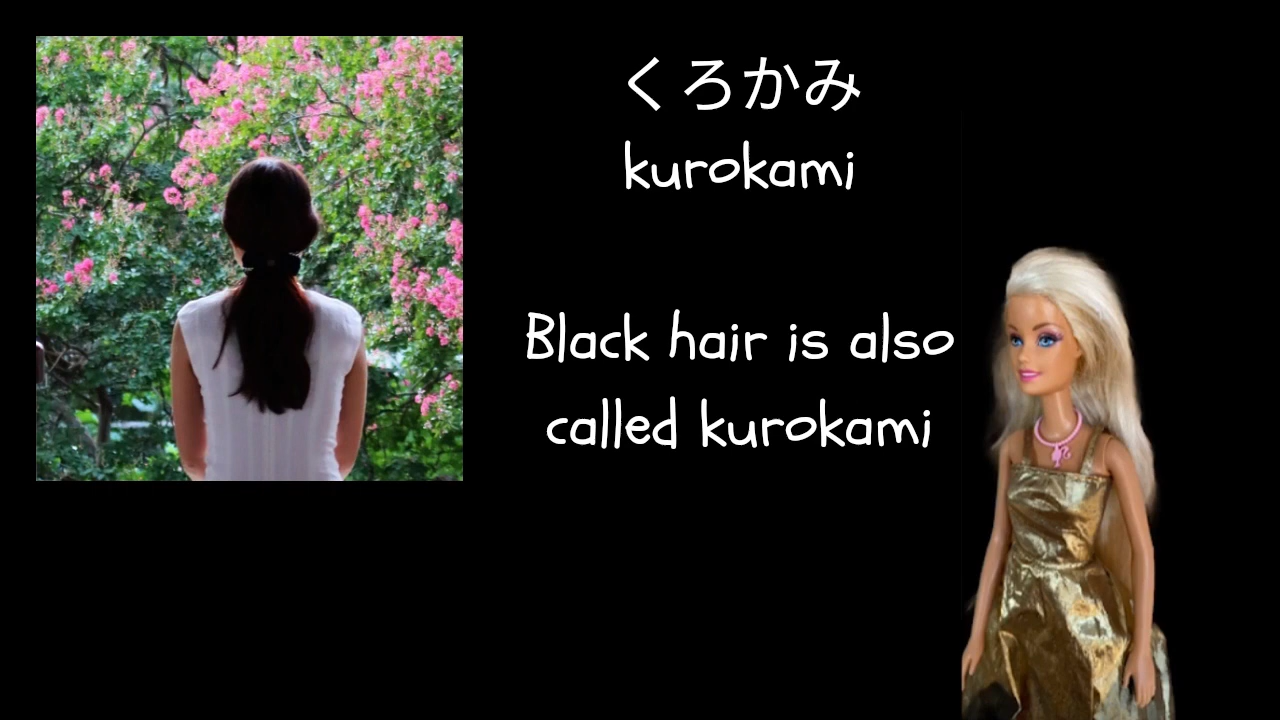 くろかみ
kurokami
Black hair is also
called kurokami